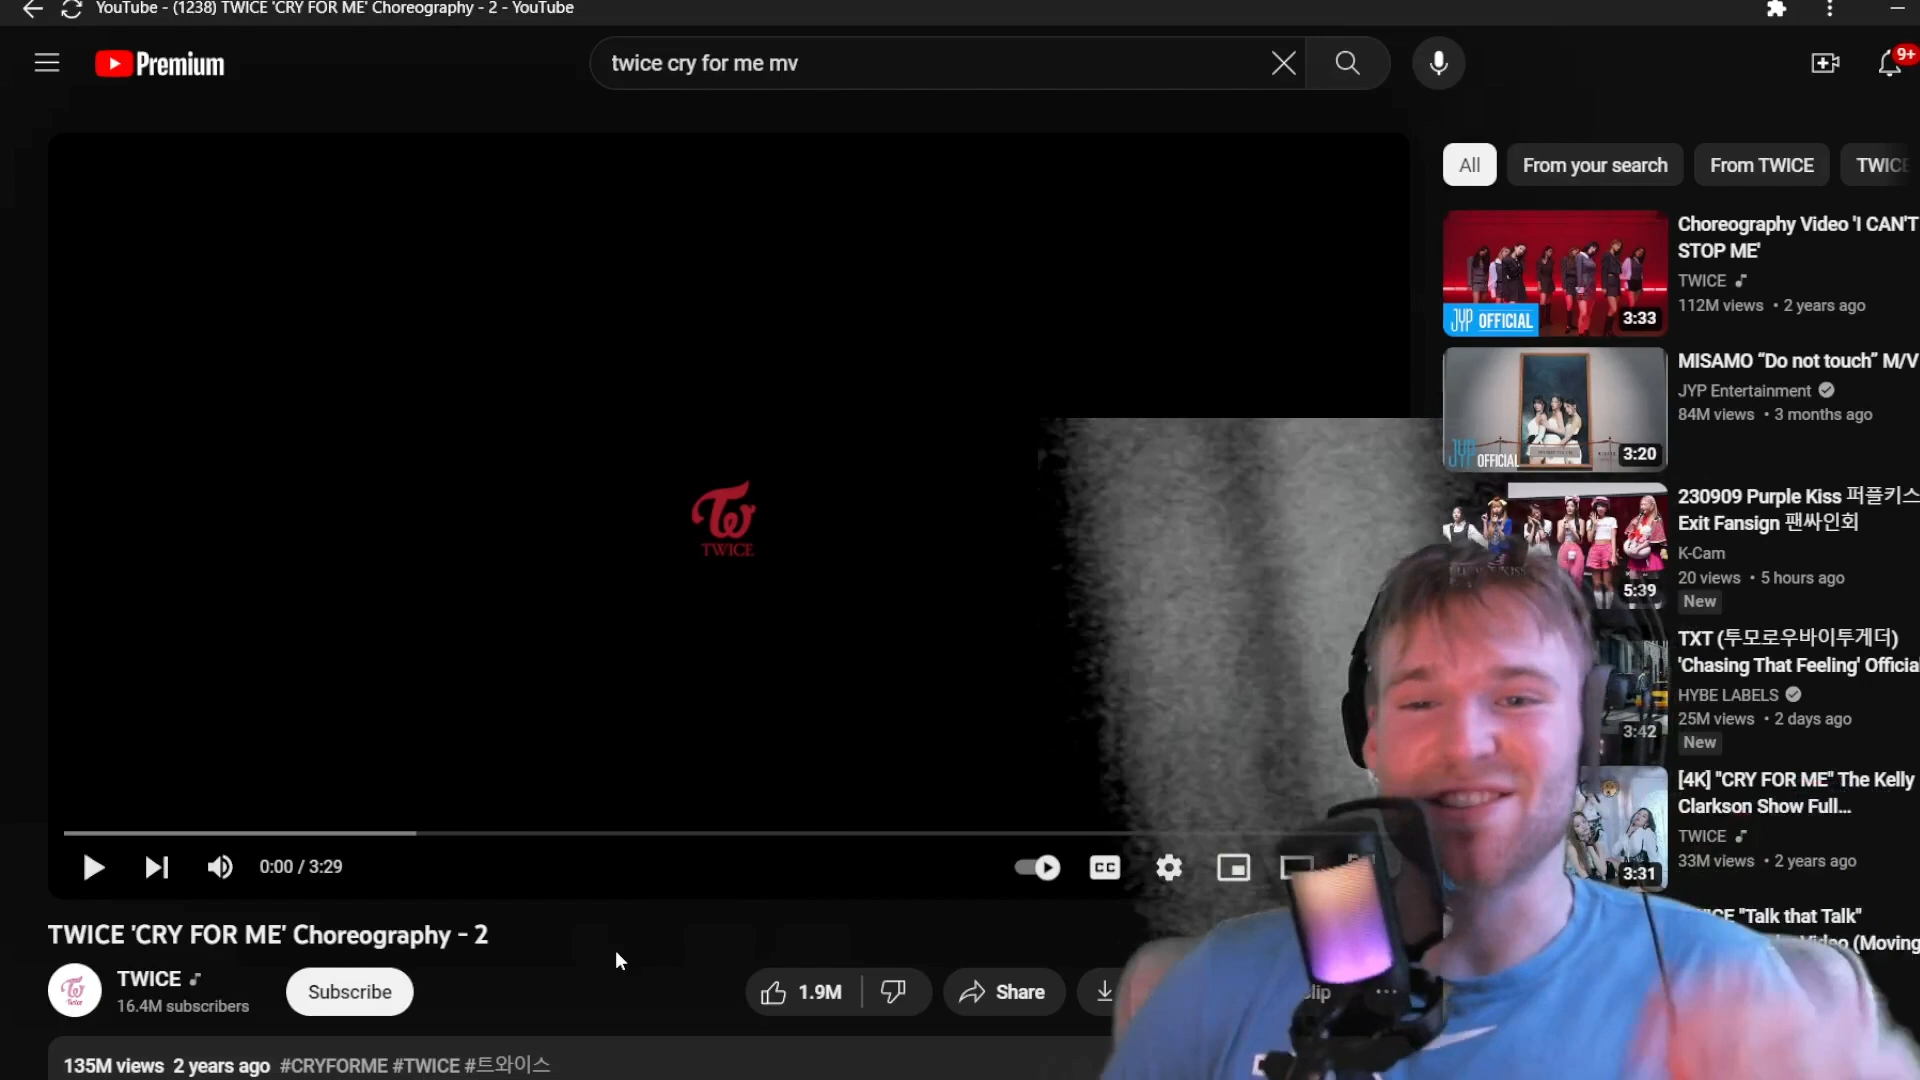 YouTube - (1238) TWICE 'CRY FOR ME' Choreography - 2 - YouTube
Premium
twice cry for me mv
9+
All
From your search
From TWICE
TWICE
Choreography Video 'I CAN'T
STOP ME'
TWICE
112M views • 2 years ago
JYP OFFICIAL
3:33
MISAMO “Do not touch” M/V
JYP Entertainment
84M views • 3 months ago
JYP OFFICIAL
3:20
230909 Purple Kiss 퍼플키스
Exit Fansign 팬싸인회
K-Cam
20 views • 5 hours ago
New
5:39
TXT (투모로우바이투게더)
'Chasing That Feeling' Official
HYBE LABELS
25M views • 2 days ago
New
3:42
[4K] "CRY FOR ME" The Kelly
Clarkson Show Full...
TWICE
33M views • 2 years ago
3:31
"Talk that Talk"
(Moving
TWICE
0:00 / 3:29
CC
TWICE 'CRY FOR ME' Choreography - 2
TWICE
16.4M subscribers
Subscribe
1.9M
Share
135M views 2 years ago #CRYFORME #TWICE #트와이스